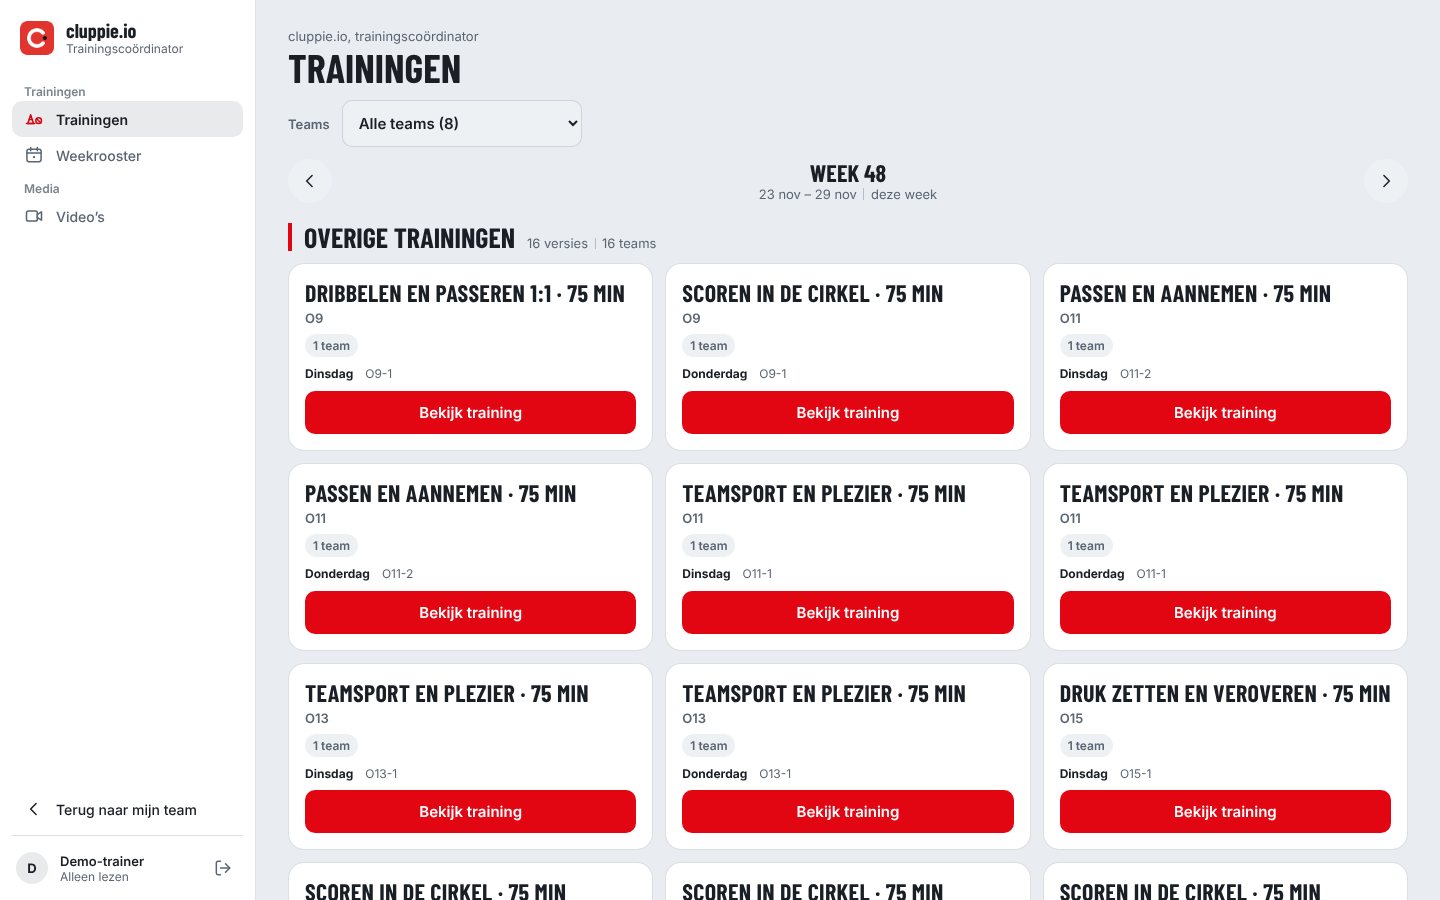 cluppie.io
Trainingscoördinator
Trainingen
Trainingen
Weekrooster
Media
Video's
Terug naar mijn team
D
Demo-trainer
Alleen lezen
cluppie.io, trainingscoördinator
TRAININGEN
Teams
Alle teams (8)
WEEK 48
23 nov – 29 nov | deze week
OVERIGE TRAININGEN 16 versies | 16 teams
DRIBBELEN EN PASSEREN 1:1 · 75 MIN
O9
1 team
Dinsdag O9-1
Bekijk training
SCOREN IN DE CIRKEL · 75 MIN
O9
1 team
Donderdag O9-1
Bekijk training
PASSEN EN AANNEMEN · 75 MIN
O11
1 team
Dinsdag O11-2
Bekijk training
PASSEN EN AANNEMEN · 75 MIN
O11
1 team
Donderdag O11-2
Bekijk training
TEAMSPORT EN PLEZIER · 75 MIN
O11
1 team
Dinsdag O11-1
Bekijk training
TEAMSPORT EN PLEZIER · 75 MIN
O11
1 team
Donderdag O11-1
Bekijk training
TEAMSPORT EN PLEZIER · 75 MIN
O13
1 team
Dinsdag O13-1
Bekijk training
TEAMSPORT EN PLEZIER · 75 MIN
O13
1 team
Donderdag O13-1
Bekijk training
DRUK ZETTEN EN VEROVEREN · 75 MIN
O15
1 team
Dinsdag O15-1
Bekijk training
SCOREN IN DE CIRKEL · 75 MIN
SCOREN IN DE CIRKEL · 75 MIN
SCOREN IN DE CIRKEL · 75 MIN